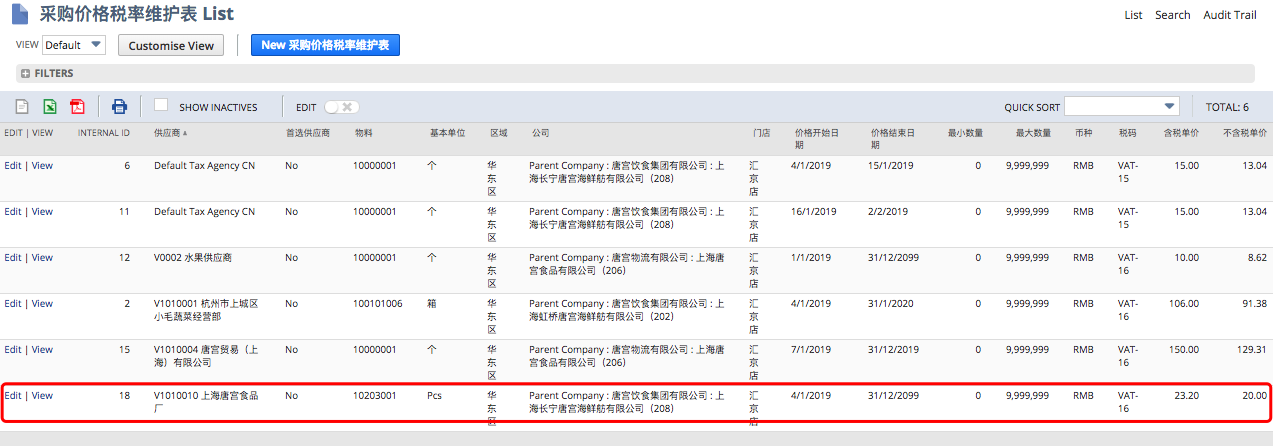 采购价格税率维护表 List
List Search Audit Trail
VIEW Default Customise View New 采购价格税率维护表
FILTERS
SHOW INACTIVES EDIT QUICK SORT TOTAL: 6
EDIT | VIEW INTERNAL ID 供应商 首选供应商 物料 基本单位 区域 公司 门店 价格开始日期 价格结束日期 最小数量 最大数量 币种 税码 含税单价 不含税单价
Edit | View 6 Default Tax Agency CN No 10000001 个 华东区 Parent Company : 唐宫饮食集团有限公司 : 上海长宁唐宫海鲜舫有限公司（208） 汇京店 4/1/2019 15/1/2019 0 9,999,999 RMB VAT-15 15.00 13.04
Edit | View 11 Default Tax Agency CN No 10000001 个 华东区 Parent Company : 唐宫饮食集团有限公司 : 上海长宁唐宫海鲜舫有限公司（208） 汇京店 16/1/2019 2/2/2019 0 9,999,999 RMB VAT-15 15.00 13.04
Edit | View 12 V0002 水果供应商 No 10000001 个 华东区 Parent Company : 唐宫物流有限公司 : 上海唐宫食品有限公司（206） 汇京店 1/1/2019 31/12/2099 0 9,999,999 RMB VAT-16 10.00 8.62
Edit | View 2 V1010001 杭州市上城区小毛蔬菜经营部 No 100101006 箱 华东区 Parent Company : 唐宫饮食集团有限公司 : 上海虹桥唐宫海鲜舫有限公司（202） 汇京店 4/1/2019 31/1/2020 0 9,999,999 RMB VAT-16 106.00 91.38
Edit | View 15 V1010004 唐宫贸易（上海）有限公司 No 10000001 个 华东区 Parent Company : 唐宫物流有限公司 : 上海唐宫食品有限公司（206） 汇京店 7/1/2019 31/12/2099 0 9,999,999 RMB VAT-16 150.00 129.31
Edit | View 18 V1010010 上海唐宫食品厂 No 10203001 Pcs 华东区 Parent Company : 唐宫饮食集团有限公司 : 上海长宁唐宫海鲜舫有限公司（208） 汇京店 4/1/2019 31/12/2099 0 9,999,999 RMB VAT-16 23.20 20.00